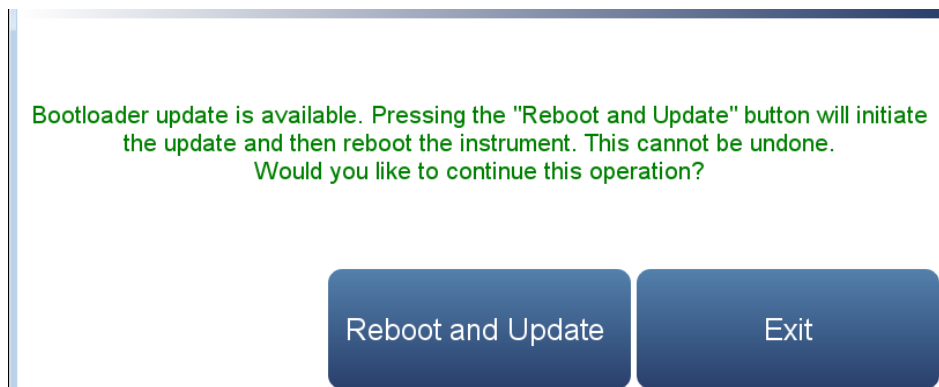 Bootloader update is available. Pressing the "Reboot and Update" button will initiate
the update and then reboot the instrument. This cannot be undone.
Would you like to continue this operation?
Reboot and Update
Exit